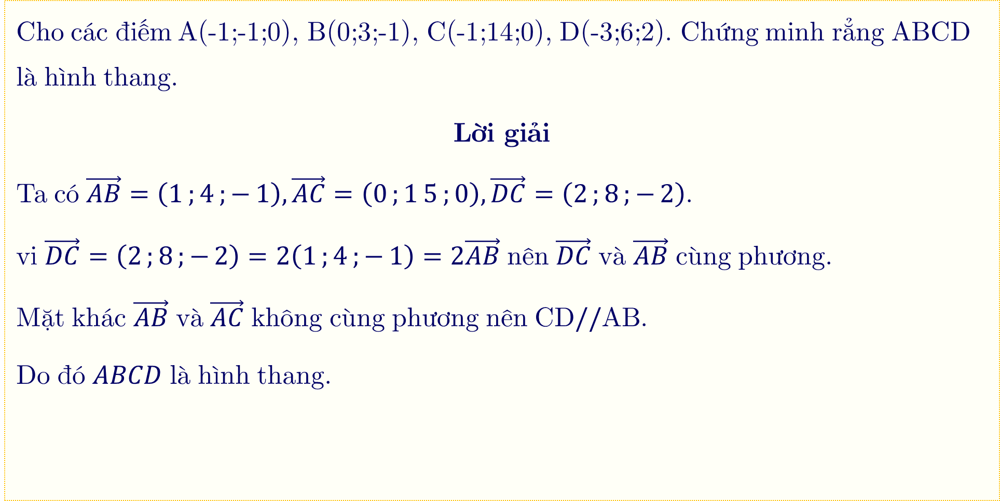 Cho các điếm A(-1;-1;0), B(0;3;-1), C(-1;14;0), D(-3;6;2). Chứng minh rẳng ABCD
là hình thang.
Lời giải
Ta có $\overrightarrow{AB} = (1;4;-1), \overrightarrow{AC} = (0;15;0), \overrightarrow{DC} = (2;8;-2)$.
vi $\overrightarrow{DC} = (2;8;-2) = 2(1;4;-1) = 2\overrightarrow{AB}$ nên $\overrightarrow{DC}$ và $\overrightarrow{AB}$ cùng phương.
Mặt khác $\overrightarrow{AB}$ và $\overrightarrow{AC}$ không cùng phương nên CD//AB.
Do đó ABCD là hình thang.